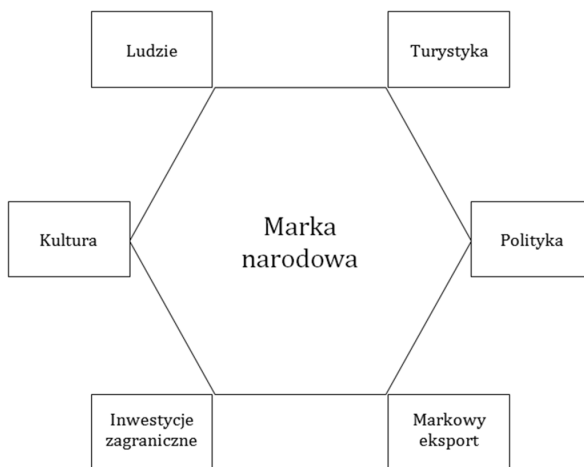 Ludzie
Turystyka
Kultura
Marka
narodowa
Polityka
Inwestycje
zagraniczne
Markowy
eksport